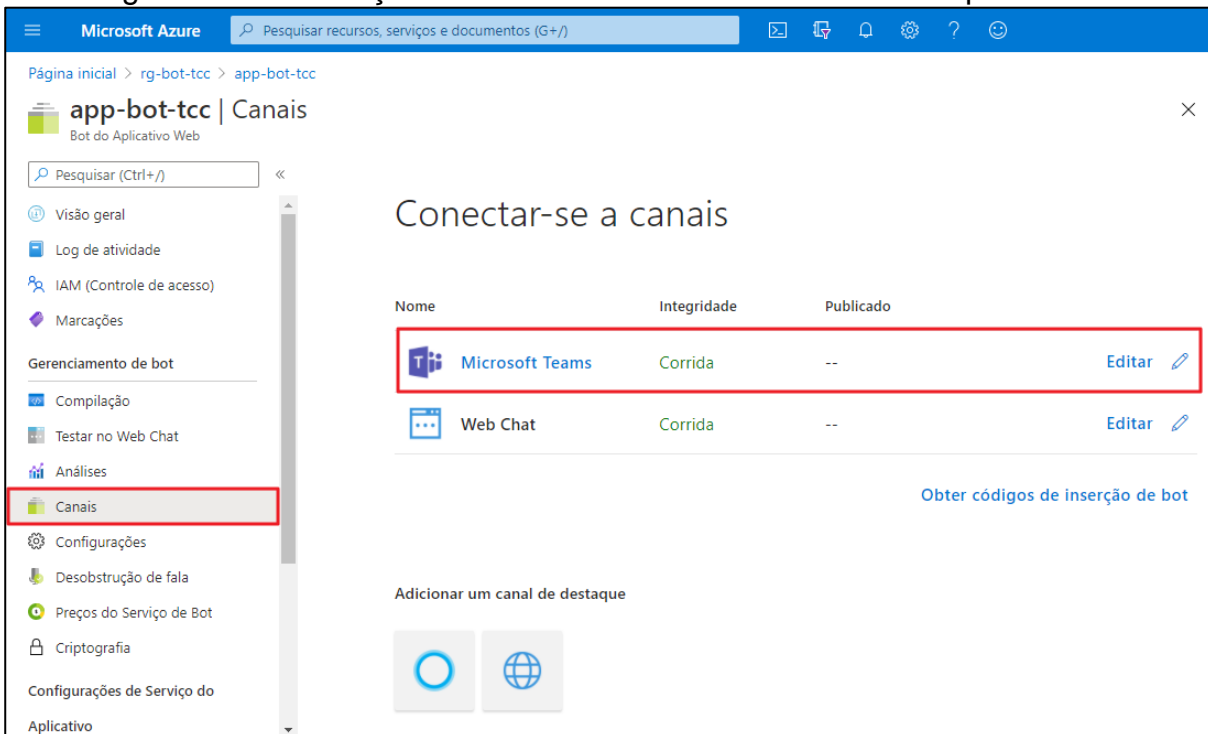 Microsoft Azure
Pesquisar recursos, serviços e documentos (G+/)
Página inicial > rg-bot-tcc > app-bot-tcc
app-bot-tcc | Canais
Bot do Aplicativo Web
Pesquisar (Ctrl+/)
Visão geral
Log de atividade
IAM (Controle de acesso)
Marcações
Gerenciamento de bot
Compilação
Testar no Web Chat
Análises
Canais
Configurações
Desobstrução de fala
Preços do Serviço de Bot
Criptografia
Configurações de Serviço do
Aplicativo
Conectar-se a canais
Nome Integridade Publicado
Microsoft Teams Corrida -- Editar
Web Chat Corrida -- Editar
Obter códigos de inserção de bot
Adicionar um canal de destaque